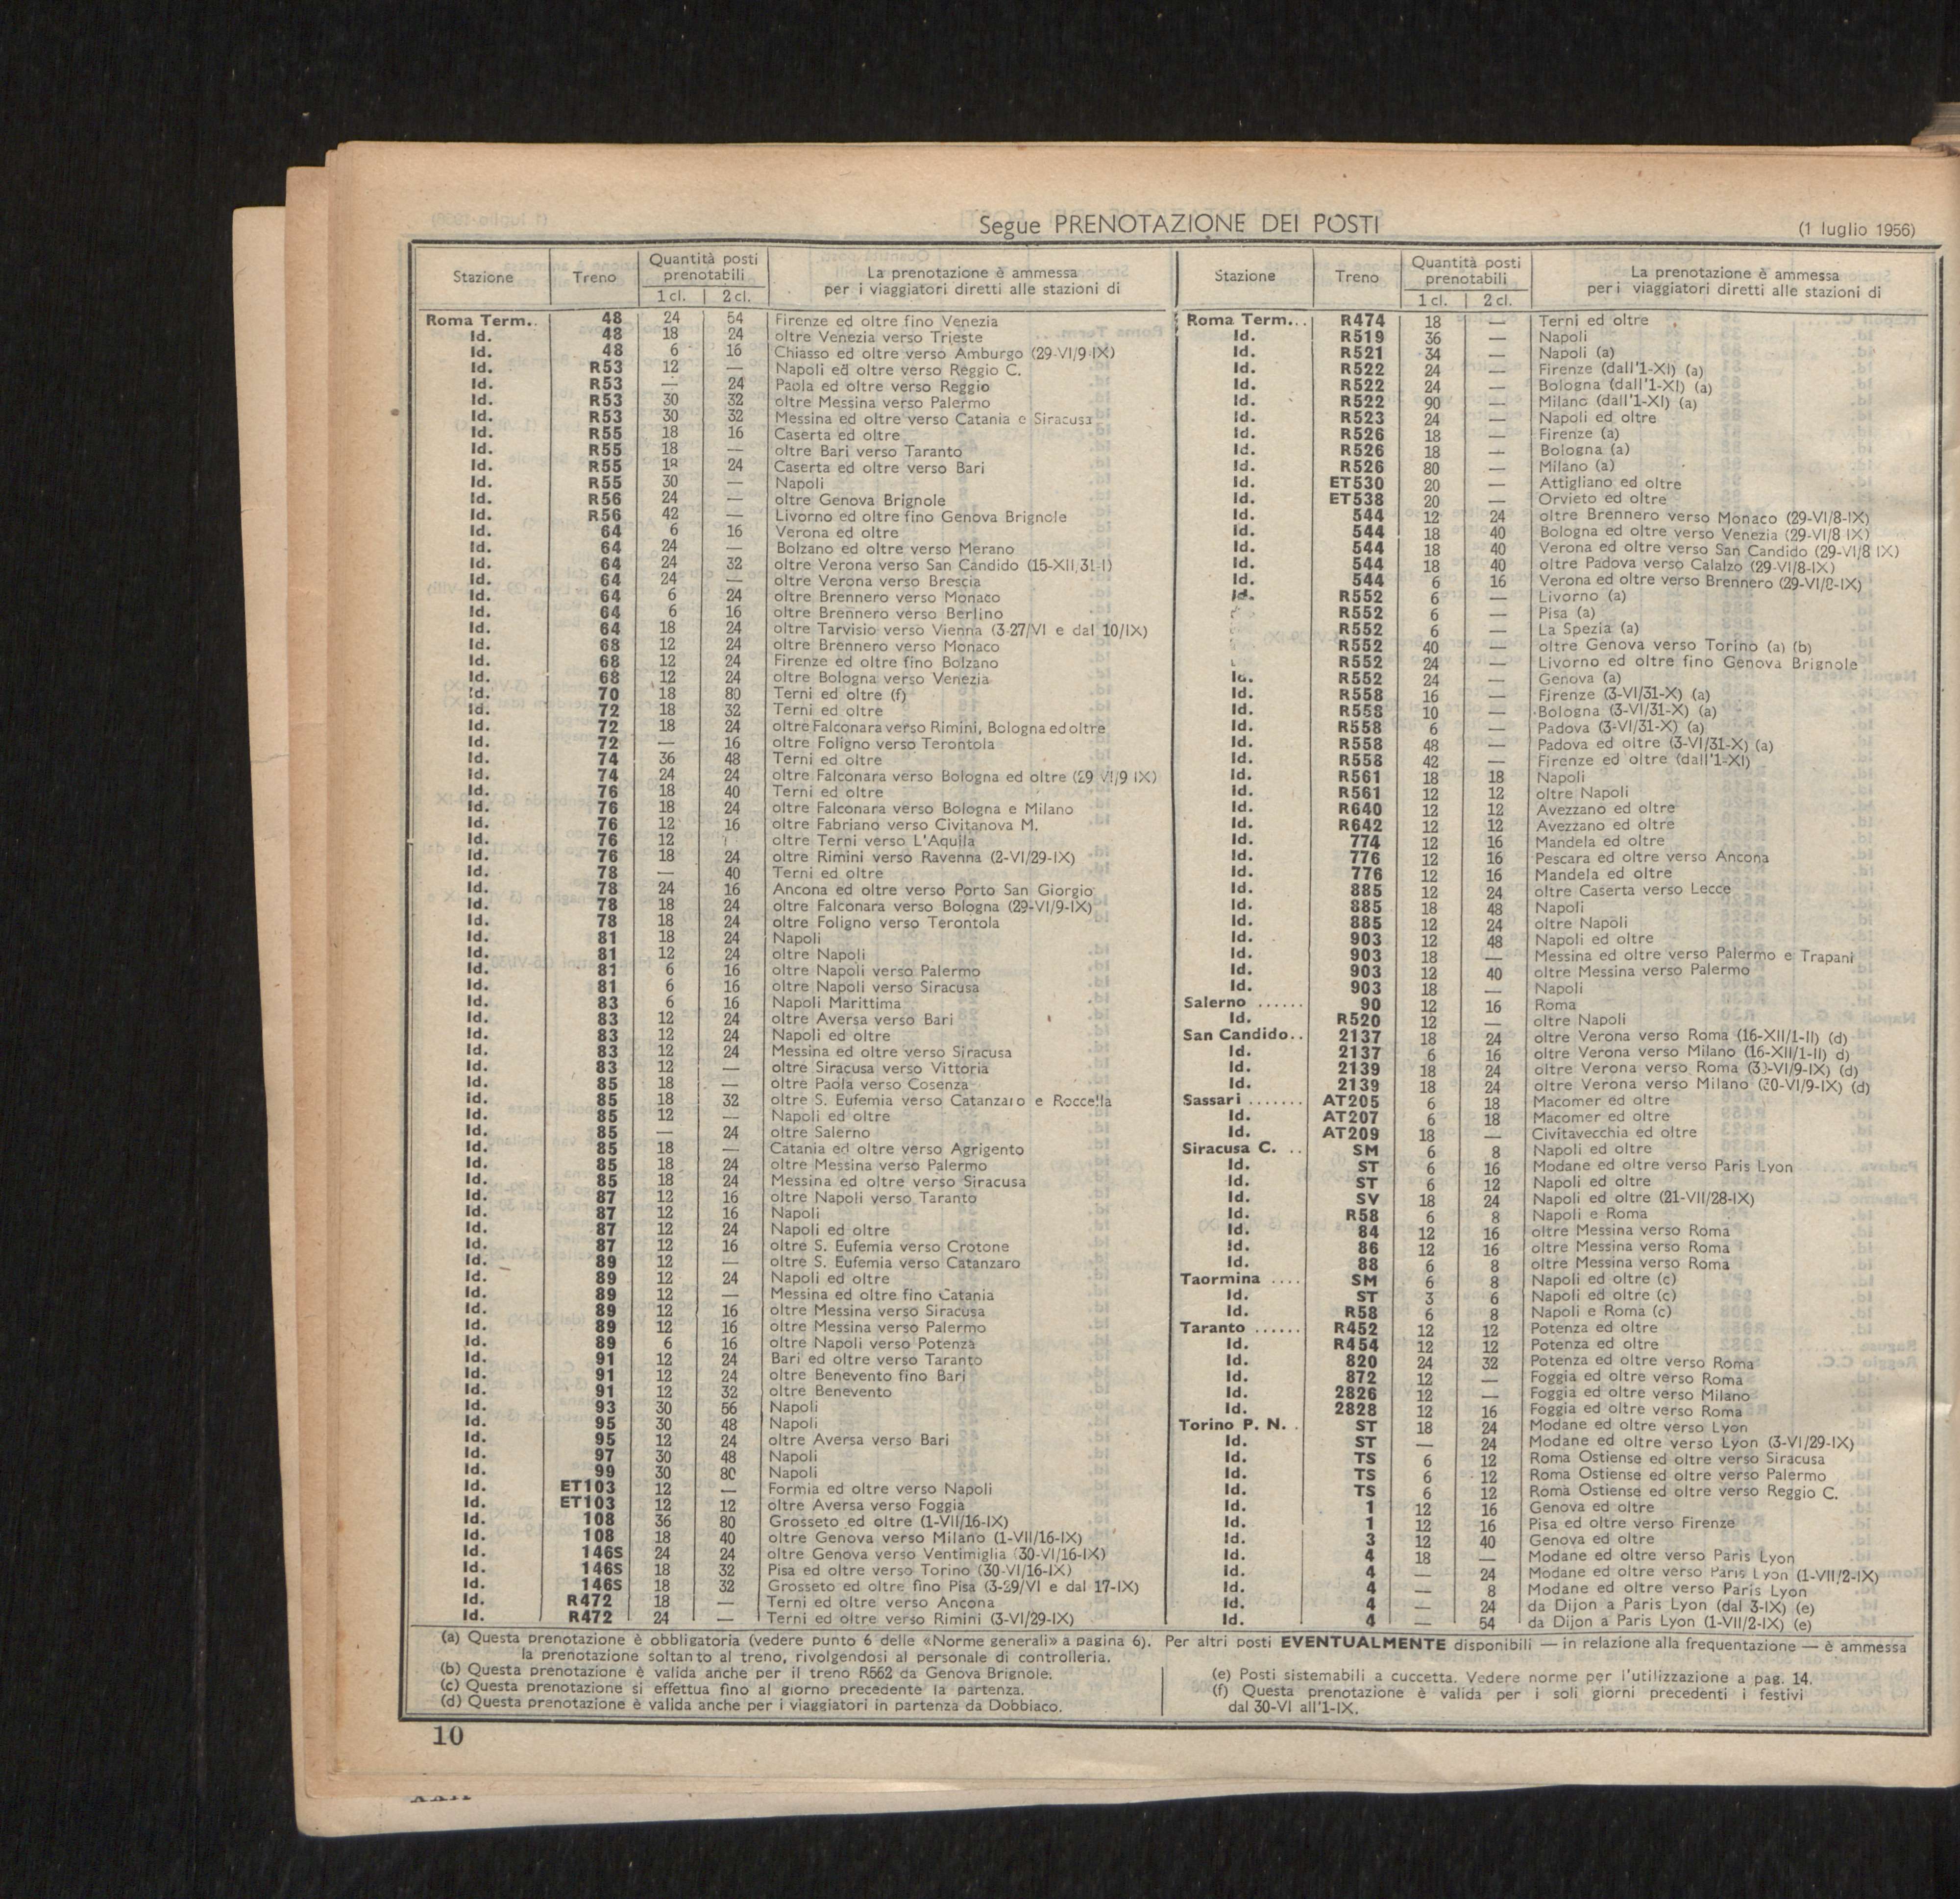 Segue PRENOTAZIONE DEI POSTI
(1 luglio 1956)
Stazione Treno Quantità posti prenotabili 1 cl. 2 cl. La prenotazione è ammessa per i viaggiatori diretti alle stazioni di
Roma Term.. 48 24 54 Firenze ed oltre fino Venezia
Id. 48 18 24 oltre Venezia verso Trieste
Id. 48 6 16 Chiasso ed oltre verso Amburgo (29-VI/9-IX)
Id. R53 12 — Napoli ed oltre verso Reggio C.
Id. R53 — 24 Paola ed oltre verso Reggio
Id. R53 30 32 oltre Messina verso Palermo
Id. R53 30 32 Messina ed oltre verso Catania e Siracusa
Id. R55 18 16 Caserta ed oltre
Id. R55 18 — oltre Bari verso Taranto
Id. R55 18 24 Caserta ed oltre verso Bari
Id. R55 30 — Napoli
Id. R56 24 — oltre Genova Brignole
Id. R56 42 — Livorno ed oltre fino Genova Brignole
Id. 64 6 16 Verona ed oltre
Id. 64 24 — Bolzano ed oltre verso Merano
Id. 64 24 32 oltre Verona verso San Candido (15-XII, 31-I)
Id. 64 24 — oltre Verona verso Brescia
Id. 64 6 24 oltre Brennero verso Monaco
Id. 64 6 16 oltre Brennero verso Berlino
Id. 64 18 24 oltre Tarvisio verso Vienna (3-27/VI e dal 10/IX)
Id. 68 12 24 oltre Brennero verso Monaco
Id. 68 12 24 Firenze ed oltre fino Bolzano
Id. 68 12 24 oltre Bologna verso Venezia
Id. 70 18 80 Terni ed oltre (f)
Id. 72 18 32 Terni ed oltre
Id. 72 18 24 oltre Falconara verso Rimini, Bologna ed oltre
Id. 72 — 16 oltre Foligno verso Terontola
Id. 74 36 48 Terni ed oltre
Id. 74 24 24 oltre Falconara verso Bologna ed oltre (29 VI/9 IX)
Id. 76 18 40 Terni ed oltre
Id. 76 18 24 oltre Falconara verso Bologna e Milano
Id. 76 12 16 oltre Fabriano verso Civitanova M.
Id. 76 12 oltre Terni verso L'Aquila
Id. 76 18 24 oltre Rimini verso Ravenna (2-VI/29-IX)
Id. 78 — 40 Terni ed oltre
Id. 78 24 16 Ancona ed oltre verso Porto San Giorgio
Id. 78 18 24 oltre Falconara verso Bologna (29-VI/9-IX)
Id. 78 18 24 oltre Foligno verso Terontola
Id. 81 18 24 Napoli
Id. 81 12 24 oltre Napoli
Id. 81 6 16 oltre Napoli verso Palermo
Id. 81 6 16 oltre Napoli verso Siracusa
Id. 83 6 16 Napoli Marittima
Id. 83 12 24 oltre Aversa verso Bari
Id. 83 12 24 Napoli ed oltre
Id. 83 12 24 Messina ed oltre verso Siracusa
Id. 83 12 — oltre Siracusa verso Vittoria
Id. 85 18 — oltre Paola verso Cosenza
Id. 85 18 32 oltre S. Eufemia verso Catanzaro e Roccella
Id. 85 12 — Napoli ed oltre
Id. 85 — 24 oltre Salerno
Id. 85 18 — Catania ed oltre verso Agrigento
Id. 85 18 24 oltre Messina verso Palermo
Id. 85 18 24 Messina ed oltre verso Siracusa
Id. 87 12 16 oltre Napoli verso Taranto
Id. 87 12 16 Napoli
Id. 87 12 24 Napoli ed oltre
Id. 87 12 16 oltre S. Eufemia verso Crotone
Id. 89 12 — oltre S. Eufemia verso Catanzaro
Id. 89 12 24 Napoli ed oltre
Id. 89 12 — Messina ed oltre fino Catania
Id. 89 12 16 oltre Messina verso Siracusa
Id. 89 12 16 oltre Messina verso Palermo
Id. 89 6 16 oltre Napoli verso Potenza
Id. 91 12 24 Bari ed oltre verso Taranto
Id. 91 12 24 oltre Benevento fino Bari
Id. 91 12 32 oltre Benevento
Id. 93 30 56 Napoli
Id. 95 30 48 Napoli
Id. 95 12 24 oltre Aversa verso Bari
Id. 97 30 48 Napoli
Id. 99 30 80 Napoli
Id. ET103 12 — Formia ed oltre verso Napoli
Id. ET103 12 12 oltre Aversa verso Foggia
Id. 108 36 80 Grosseto ed oltre (1-VII/16-IX)
Id. 108 18 40 oltre Genova verso Milano (1-VII/16-IX)
Id. 146S 24 24 oltre Genova verso Ventimiglia (30-VI/16-IX)
Id. 146S 18 32 Pisa ed oltre verso Torino (30-VI/16-IX)
Id. 146S 18 32 Grosseto ed oltre fino Pisa (3-29/VI e dal 17-IX)
Id. R472 18 — Terni ed oltre verso Ancona
Id. R472 24 — Terni ed oltre verso Rimini (3-VI/29-IX)
Stazione Treno Quantità posti prenotabili 1 cl. 2 cl. La prenotazione è ammessa per i viaggiatori diretti alle stazioni di
Roma Term... R474 18 — Terni ed oltre
Id. R519 36 — Napoli
Id. R521 34 — Napoli (a)
Id. R522 24 — Firenze (dall'1-XI) (a)
Id. R522 24 — Bologna (dall'1-XI) (a)
Id. R522 90 — Milano (dall'1-XI) (a)
Id. R523 24 — Napoli ed oltre
Id. R526 18 — Firenze (a)
Id. R526 18 — Bologna (a)
Id. R526 80 — Milano (a)
Id. ET530 20 — Attigliano ed oltre
Id. ET538 20 — Orvieto ed oltre
Id. 544 12 24 oltre Brennero verso Monaco (29-VI/8-IX)
Id. 544 18 40 Bologna ed oltre verso Venezia (29-VI/8 IX)
Id. 544 18 40 Verona ed oltre verso San Candido (29-VI/8 IX)
Id. 544 18 40 oltre Padova verso Calalzo (29-VI/8-IX)
Id. 544 6 16 Verona ed oltre verso Brennero (29-VI/8-IX)
Id. R552 6 — Livorno (a)
R552 6 — Pisa (a)
R552 6 — La Spezia (a)
R552 40 — oltre Genova verso Torino (a) (b)
R552 24 — Livorno ed oltre fino Genova Brignole
Id. R552 24 — Genova (a)
Id. R558 16 — Firenze (3-VI/31-X) (a)
Id. R558 10 — Bologna (3-VI/31-X) (a)
Id. R558 6 — Padova (3-VI/31-X) (a)
Id. R558 48 — Padova ed oltre (3-VI/31-X) (a)
Id. R558 42 — Firenze ed oltre (dall'1-XI)
Id. R561 18 18 Napoli
Id. R561 12 12 oltre Napoli
Id. R640 12 12 Avezzano ed oltre
Id. R642 12 12 Avezzano ed oltre
Id. 774 12 16 Mandela ed oltre
Id. 776 12 16 Pescara ed oltre verso Ancona
Id. 776 12 16 Mandela ed oltre
Id. 885 12 24 oltre Caserta verso Lecce
Id. 885 18 48 Napoli
Id. 885 12 24 oltre Napoli
Id. 903 12 48 Napoli ed oltre
Id. 903 18 — Messina ed oltre verso Palermo e Trapani
Id. 903 12 40 oltre Messina verso Palermo
Id. 903 18 — Napoli
Salerno ...... 90 12 16 Roma
Id. R520 12 — oltre Napoli
San Candido.. 2137 18 24 oltre Verona verso Roma (16-XII/1-II) (d)
Id. 2137 6 16 oltre Verona verso Milano (16-XII/1-II) d)
Id. 2139 18 24 oltre Verona verso Roma (30-VI/9-IX) (d)
Id. 2139 18 24 oltre Verona verso Milano (30-VI/9-IX) (d)
Sassari ....... AT205 6 18 Macomer ed oltre
Id. AT207 6 18 Macomer ed oltre
Id. AT209 18 — Civitavecchia ed oltre
Siracusa C. .. SM 6 8 Napoli ed oltre
Id. ST 6 16 Modane ed oltre verso Paris Lyon
Id. ST 6 12 Napoli ed oltre
Id. SV 18 24 Napoli ed oltre (21-VII/28-IX)
Id. R58 6 8 Napoli e Roma
Id. 84 12 16 oltre Messina verso Roma
Id. 86 12 16 oltre Messina verso Roma
Id. 88 6 8 oltre Messina verso Roma
Taormina .... SM 6 8 Napoli ed oltre (c)
Id. ST 3 6 Napoli ed oltre (c)
Id. R58 6 8 Napoli e Roma (c)
Taranto ...... R452 12 12 Potenza ed oltre
Id. R454 12 12 Potenza ed oltre
Id. 820 24 32 Potenza ed oltre verso Roma
Id. 872 12 — Foggia ed oltre verso Roma
Id. 2826 12 — Foggia ed oltre verso Milano
Id. 2828 12 16 Foggia ed oltre verso Roma
Torino P. N. . ST 18 24 Modane ed oltre verso Lyon
Id. ST — 24 Modane ed oltre verso Lyon (3-VI/29-IX)
Id. TS 6 12 Roma Ostiense ed oltre verso Siracusa
Id. TS 6 12 Roma Ostiense ed oltre verso Palermo
Id. TS 6 12 Roma Ostiense ed oltre verso Reggio C.
Id. 1 12 16 Genova ed oltre
Id. 1 12 16 Pisa ed oltre verso Firenze
Id. 3 12 40 Genova ed oltre
Id. 4 18 — Modane ed oltre verso Paris Lyon
Id. 4 — 24 Modane ed oltre verso Paris Lyon (1-VII/2-IX)
Id. 4 — 8 Modane ed oltre verso Paris Lyon
Id. 4 — 24 da Dijon a Paris Lyon (dal 3-IX) (e)
Id. 4 — 54 da Dijon a Paris Lyon (1-VII/2-IX) (e)
(a) Questa prenotazione è obbligatoria (vedere punto 6 delle «Norme generali» a pagina 6). Per altri posti EVENTUALMENTE disponibili — in relazione alla frequentazione — è ammessa
la prenotazione soltanto al treno, rivolgendosi al personale di controlleria.
(b) Questa prenotazione è valida anche per il treno R562 da Genova Brignole.
(c) Questa prenotazione si effettua fino al giorno precedente la partenza.
(d) Questa prenotazione è valida anche per i viaggiatori in partenza da Dobbiaco.
(e) Posti sistemabili a cuccetta. Vedere norme per l'utilizzazione a pag. 14.
(f) Questa prenotazione è valida per i soli giorni precedenti i festivi
dal 30-VI all'1-IX.
10